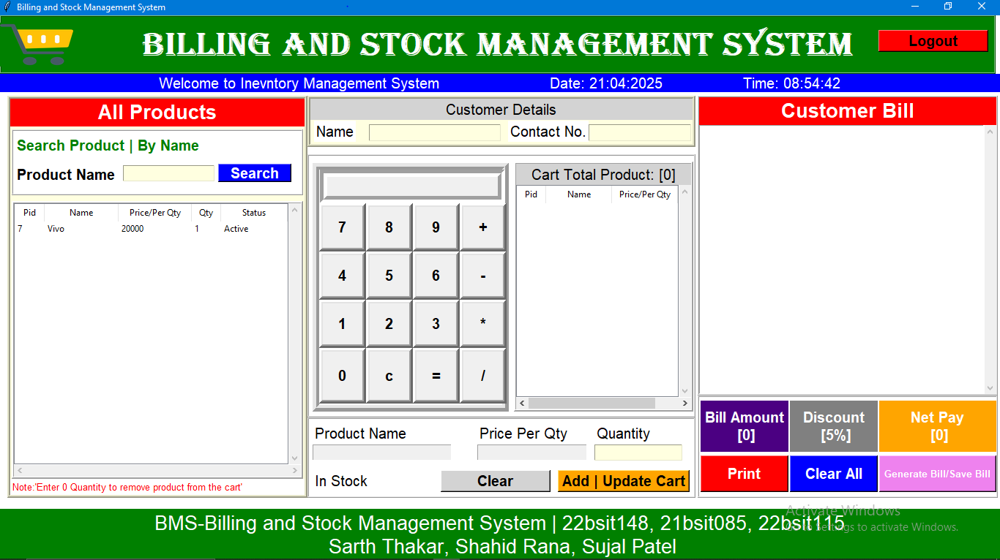 Billing and Stock Management System
BILLING AND STOCK MANAGEMENT SYSTEM
Logout
Welcome to Inevntory Management System Date: 21:04:2025 Time: 08:54:42
All Products
Search Product | By Name
Product Name Search
Pid Name Price/Per Qty Qty Status
7 Vivo 20000 1 Active
Note:'Enter 0 Quantity to remove product from the cart'
Customer Details
Name Contact No.
7 8 9 +
4 5 6 -
1 2 3 *
0 c = /
Cart Total Product: [0]
Pid Name Price/Per Qty
Product Name Price Per Qty Quantity
In Stock Clear Add | Update Cart
Customer Bill
Bill Amount
[0]
Discount
[5%]
Net Pay
[0]
Print Clear All Generate Bill/Save Bill
Activate Windows
Go to Settings to activate Windows.
BMS-Billing and Stock Management System | 22bsit148, 21bsit085, 22bsit115
Sarth Thakar, Shahid Rana, Sujal Patel